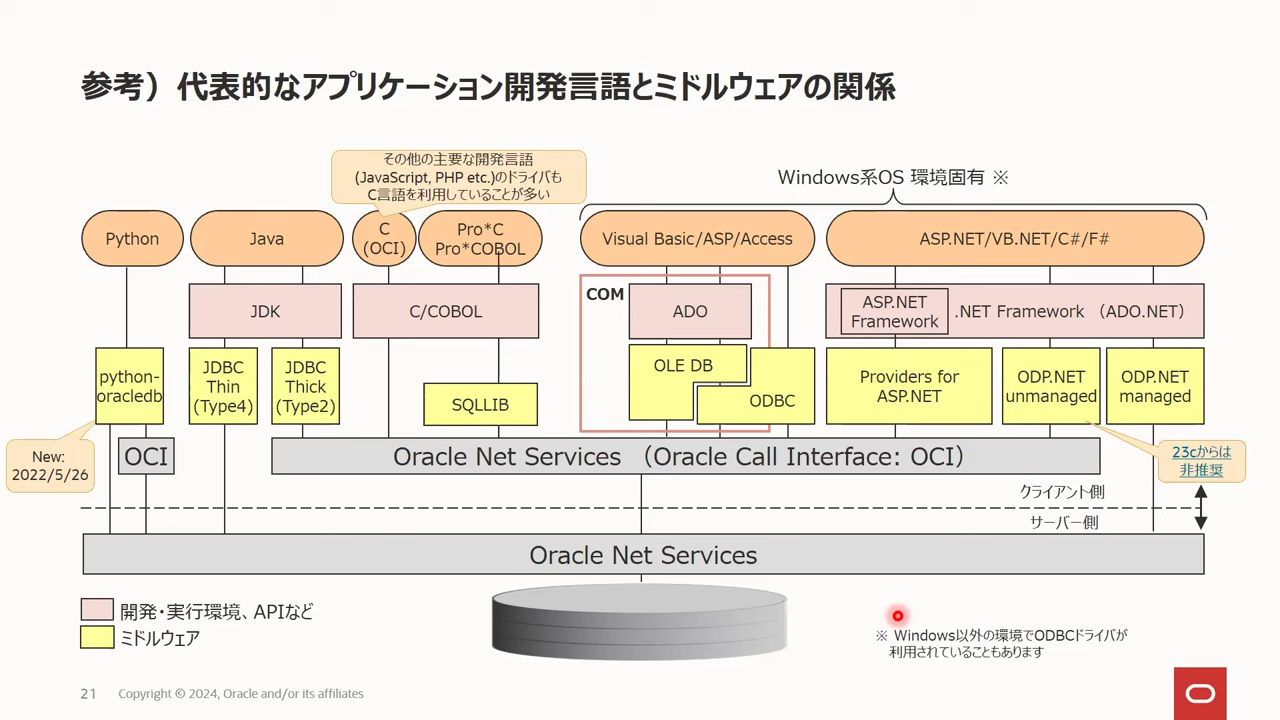 参考）代表的なアプリケーション開発言語とミドルウェアの関係
その他の主要な開発言語
(JavaScript, PHP etc.)のドライバも
C言語を利用していることが多い
Windows系OS 環境固有 ※
Python
Java
C
(OCI)
Pro*C
Pro*COBOL
Visual Basic/ASP/Access
ASP.NET/VB.NET/C#/F#
JDK
C/COBOL
COM
ADO
ASP.NET
Framework
.NET Framework （ADO.NET）
python-
oracledb
JDBC
Thin
(Type4)
JDBC
Thick
(Type2)
SQLLIB
OLE DB
ODBC
Providers for
ASP.NET
ODP.NET
unmanaged
ODP.NET
managed
New:
2022/5/26
OCI
Oracle Net Services （Oracle Call Interface: OCI）
23cからは
非推奨
クライアント側
サーバー側
Oracle Net Services
開発・実行環境、APIなど
ミドルウェア
※ Windows以外の環境でODBCドライバが
利用されていることもあります
21 Copyright © 2024, Oracle and/or its affiliates